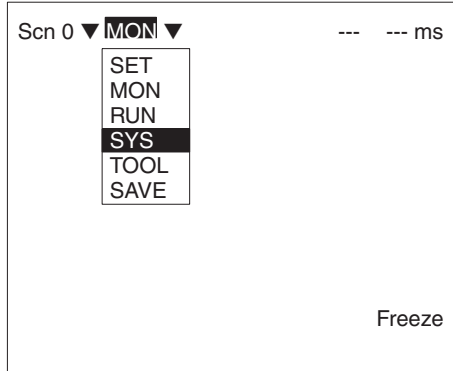 Scn 0 ▼ MON ▼ --- --- ms
SET
MON
RUN
SYS
TOOL
SAVE
Freeze